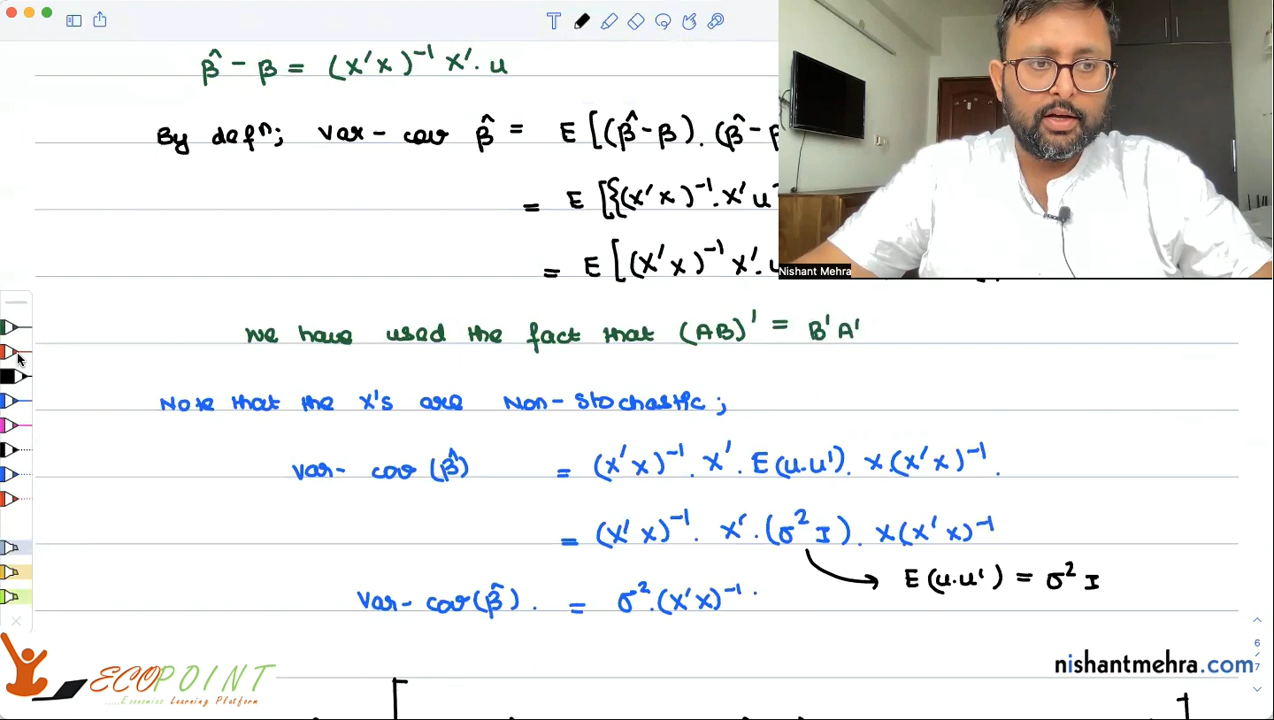 β̂ - β = (x'x)⁻¹ x'. u
By defⁿ; var - cov β̂ = E [(β̂-β). (β̂-β
= E [{(x'x)⁻¹. x'u
= E [(x'x)⁻¹ x'.u
Nishant Mehra
We have used the fact that (AB)' = B'A'
Note that the x's are Non-Stochastic;
var- cov (β̂) = (x'x)⁻¹. x'. E(u.u'). x.(x'x)⁻¹.
= (x'x)⁻¹. x'. (σ² I). x(x'x)⁻¹
E(u.u') = σ² I
var-cov(β̂). = σ².(x'x)⁻¹.
6
7
nishantmehra.com
ECOPOINT
.....Economics Learning Platform